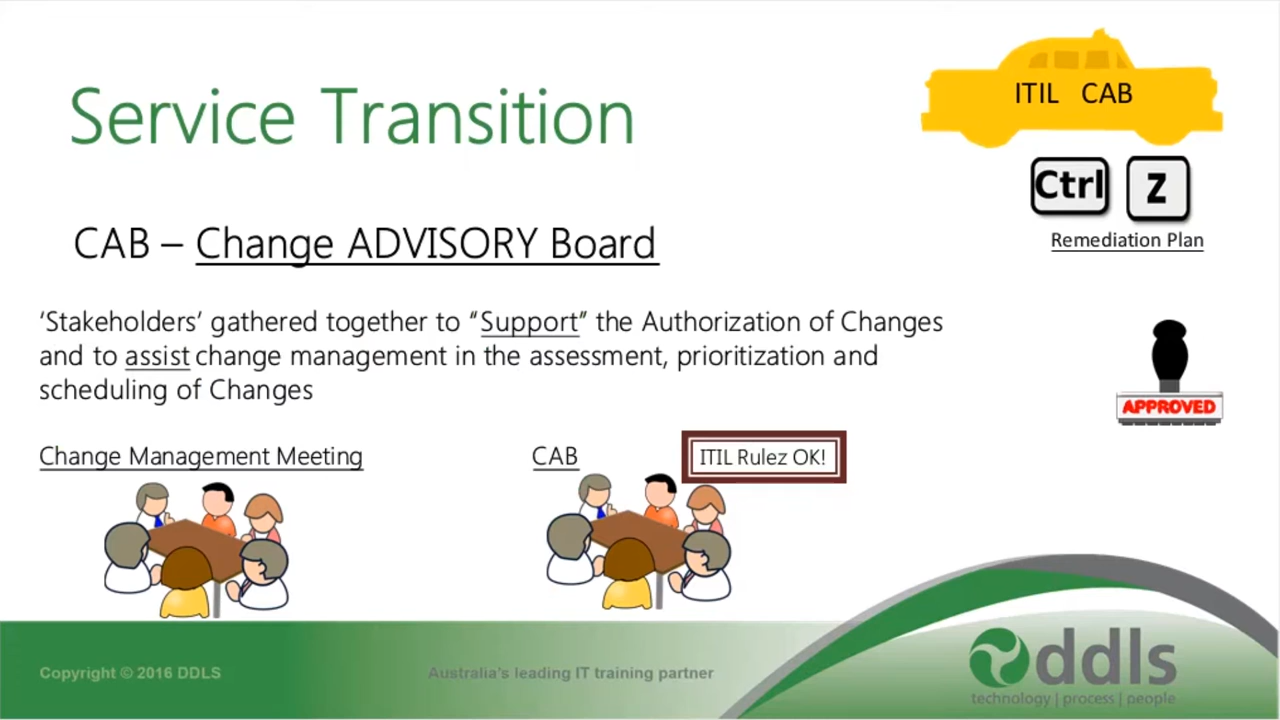 Service Transition
ITIL CAB
Ctrl Z
Remediation Plan
CAB – Change ADVISORY Board
‘Stakeholders’ gathered together to “Support” the Authorization of Changes
and to assist change management in the assessment, prioritization and
scheduling of Changes
APPROVED
Change Management Meeting
CAB
ITIL Rulez OK!
Copyright © 2016 DDLS
Australia's leading IT training partner
ddls
technology | process | people